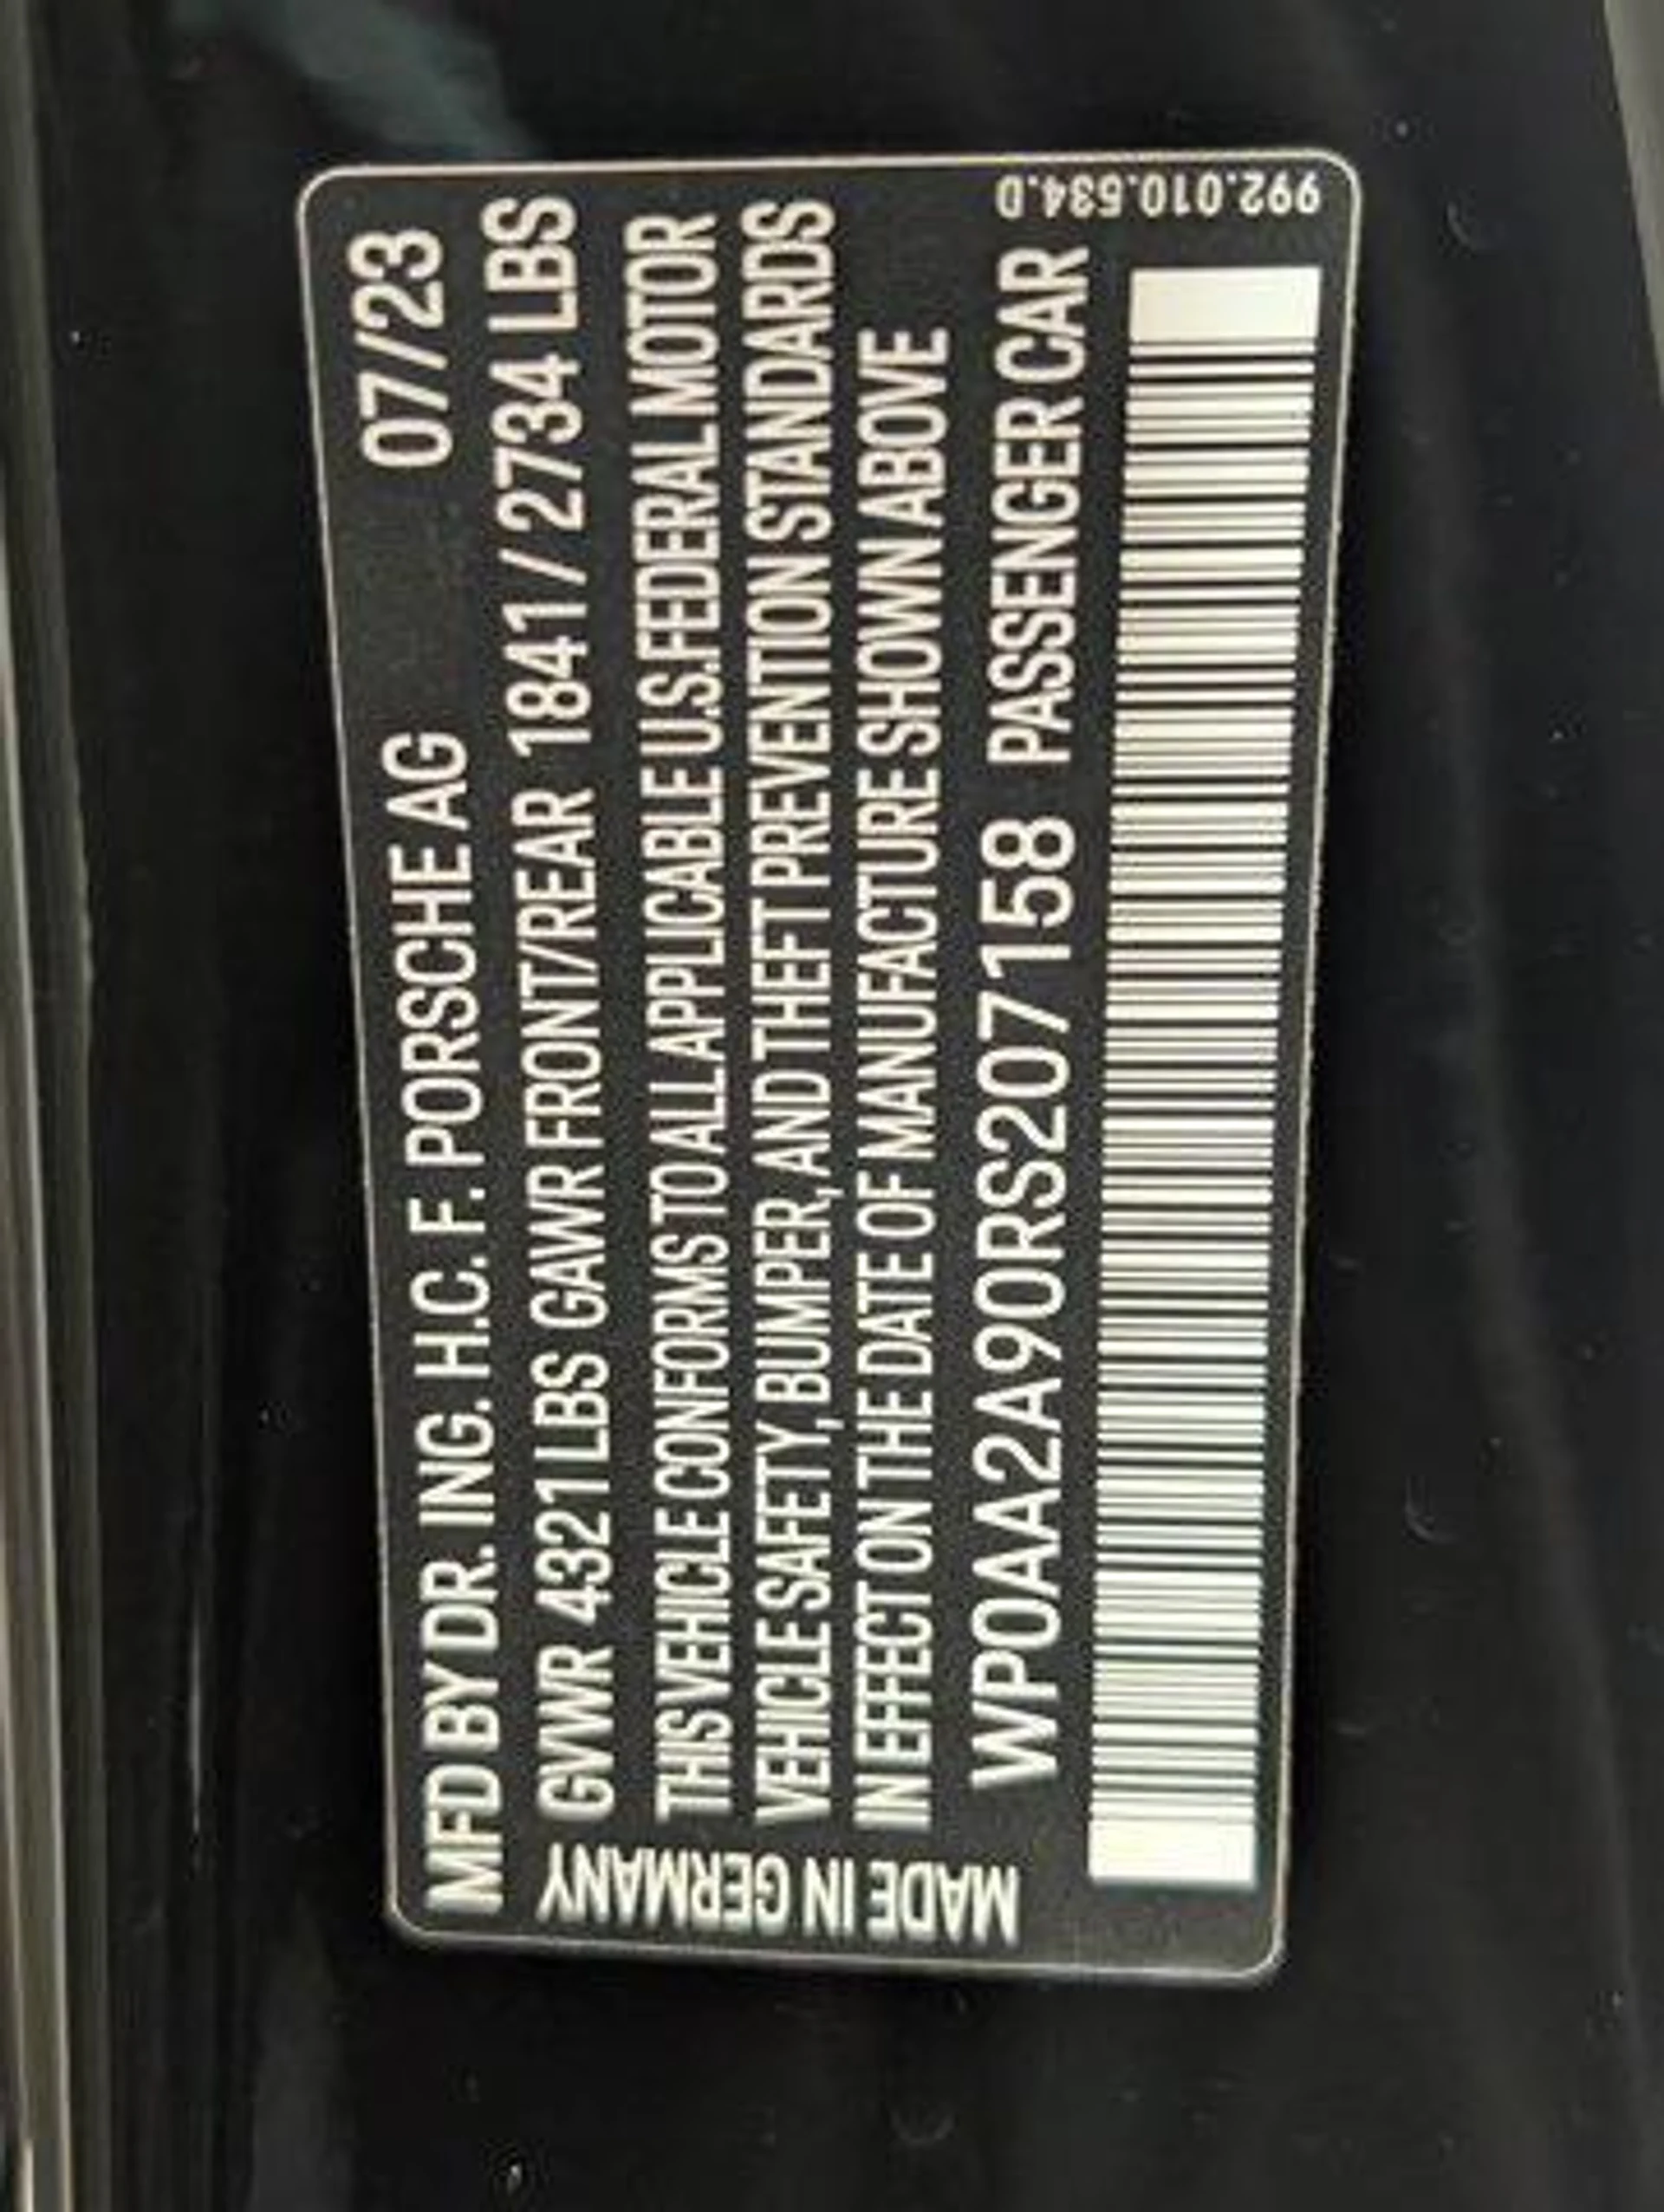 MFD BY DR. ING. H.C. F. PORSCHE AG 07/23
GVWR 4321 LBS GAWR FRONT/REAR 1841/2734 LBS
THIS VEHICLE CONFORMS TO ALL APPLICABLE U.S. FEDERAL MOTOR
VEHICLE SAFETY, BUMPER, AND THEFT PREVENTION STANDARDS
IN EFFECT ON THE DATE OF MANUFACTURE SHOWN ABOVE
WP0AA2A90RS207158 PASSENGER CAR
MADE IN GERMANY
992.010.534.D